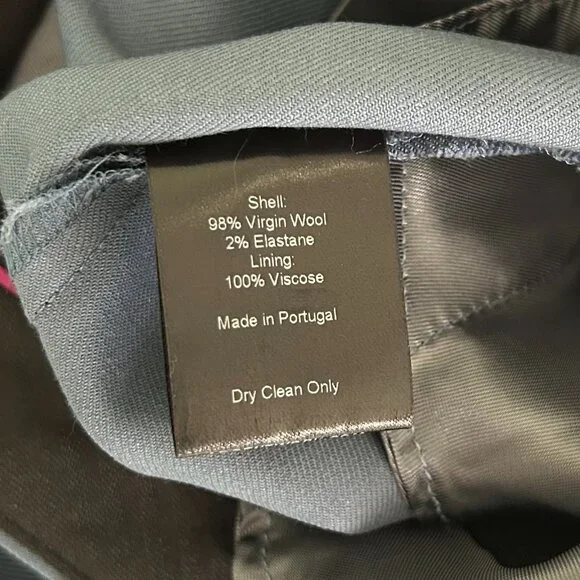 Shell:
98% Virgin Wool
2% Elastane
Lining:
100% Viscose
Made in Portugal
Dry Clean Only